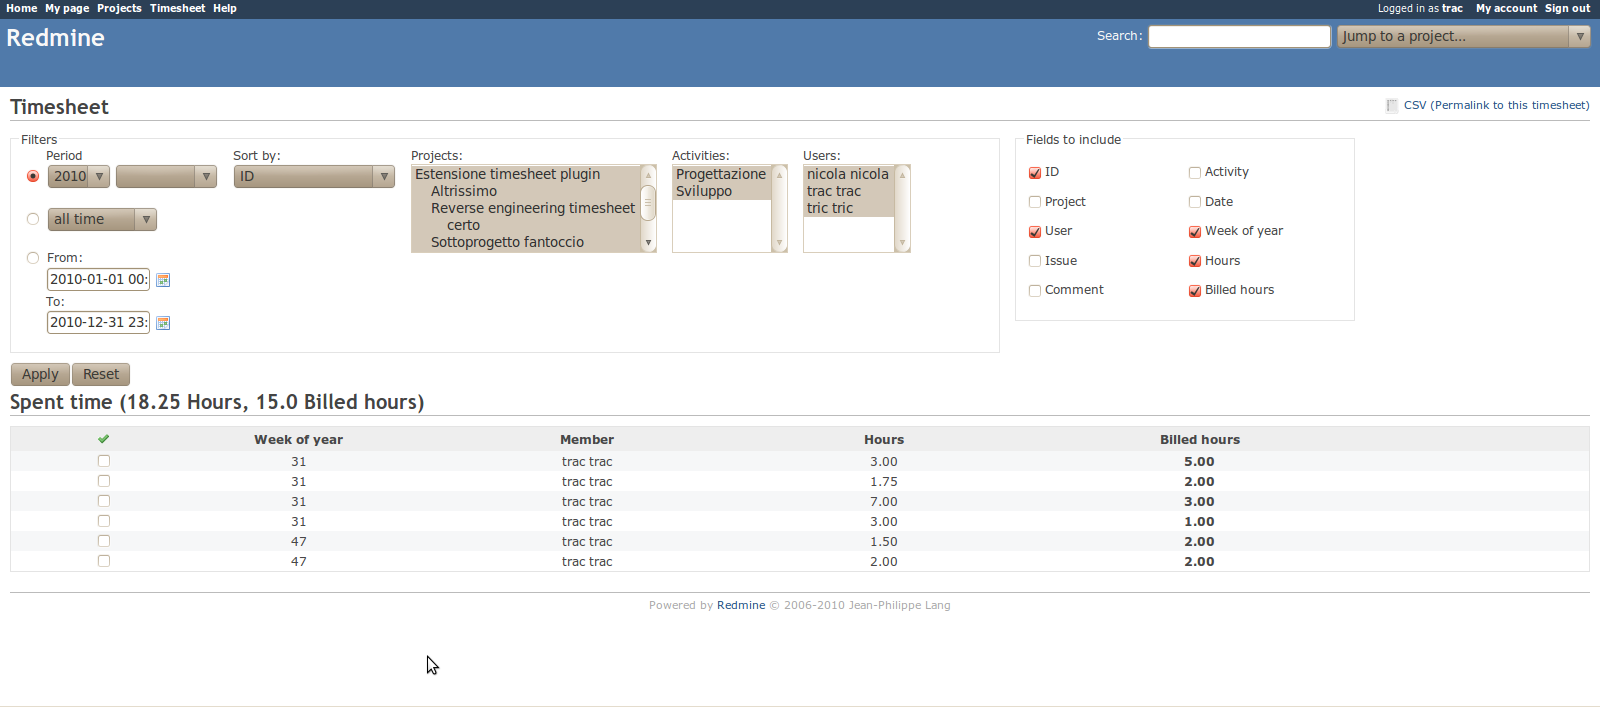 Home My page Projects Timesheet Help Logged in as trac My account Sign out
Redmine Search: Jump to a project...
Timesheet CSV (Permalink to this timesheet)
Filters
Period Sort by: Projects: Activities: Users:
2010 ID
all time
From:
2010-01-01 00:
To:
2010-12-31 23:
Estensione timesheet plugin
Altrissimo
Reverse engineering timesheet
certo
Sottoprogetto fantoccio
Progettazione
Sviluppo
nicola nicola
trac trac
tric tric
Fields to include
ID Activity
Project Date
User Week of year
Issue Hours
Comment Billed hours
Apply Reset
Spent time (18.25 Hours, 15.0 Billed hours)
Week of year Member Hours Billed hours
31 trac trac 3.00 5.00
31 trac trac 1.75 2.00
31 trac trac 7.00 3.00
31 trac trac 3.00 1.00
47 trac trac 1.50 2.00
47 trac trac 2.00 2.00
Powered by Redmine © 2006-2010 Jean-Philippe Lang